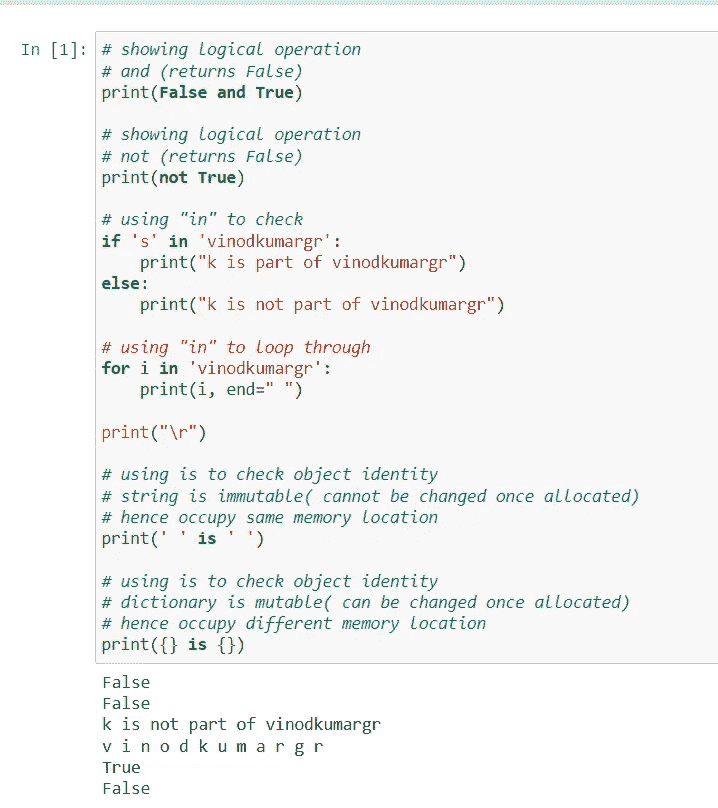 In [1]: # showing logical operation
# and (returns False)
print(False and True)
# showing logical operation
# not (returns False)
print(not True)
# using "in" to check
if 's' in 'vinodkumargr':
    print("k is part of vinodkumargr")
else:
    print("k is not part of vinodkumargr")
# using "in" to loop through
for i in 'vinodkumargr':
    print(i, end=" ")
print("\r")
# using is to check object identity
# string is immutable( cannot be changed once allocated)
# hence occupy same memory location
print(' ' is ' ')
# using is to check object identity
# dictionary is mutable( can be changed once allocated)
# hence occupy different memory location
print({} is {})
False
False
k is not part of vinodkumargr
v i n o d k u m a r g r
True
False